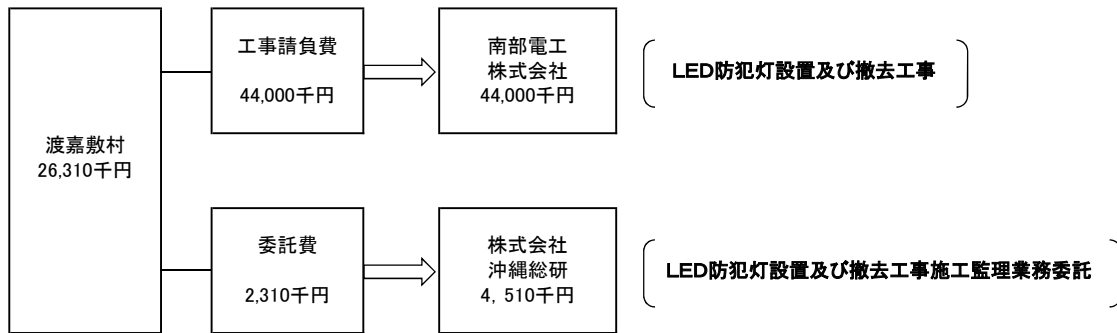 渡嘉敷村
26,310千円
工事請負費
44,000千円
南部電工
株式会社
44,000千円
LED防犯灯設置及び撤去工事
委託費
2,310千円
株式会社
沖縄総研
4，510千円
LED防犯灯設置及び撤去工事施工監理業務委託